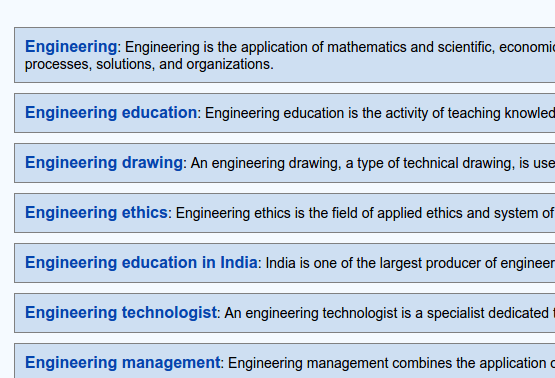 Engineering: Engineering is the application of mathematics and scientific, economic
processes, solutions, and organizations.
Engineering education: Engineering education is the activity of teaching
Engineering drawing: An engineering drawing, a type of technical drawing, is
Engineering ethics: Engineering ethics is the field of applied ethics and system of
Engineering education in India: India is one of the largest producer of
Engineering technologist: An engineering technologist is a specialist dedicated
Engineering management: Engineering management combines the application